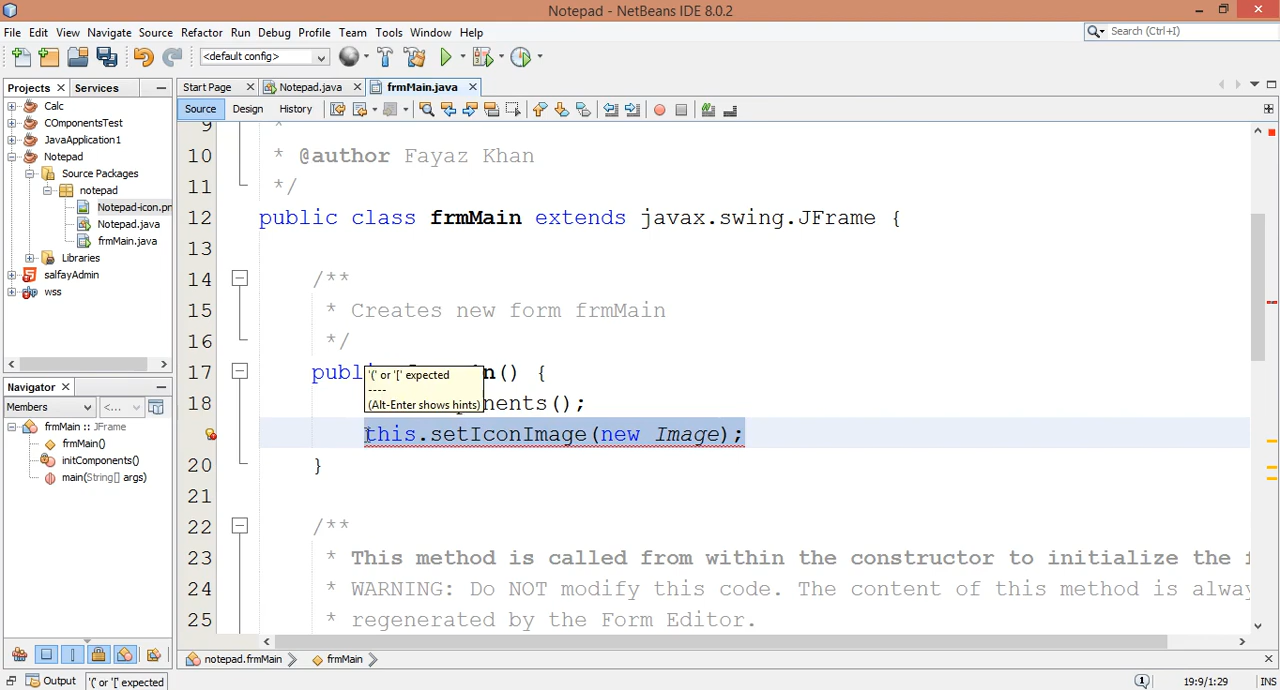 Notepad - NetBeans IDE 8.0.2
File Edit View Navigate Source Refactor Run Debug Profile Team Tools Window Help
Search (Ctrl+I)
<default config>
Projects Services
Start Page Notepad.java frmMain.java
Source Design History
Calc
COmponentsTest
JavaApplication1
Notepad
Source Packages
notepad
Notepad-icon.pn
Notepad.java
frmMain.java
Libraries
salfayAdmin
wss
Navigator
Members <...>
frmMain :: JFrame
frmMain()
initComponents()
main(String[] args)
9 *
10 * @author Fayaz Khan
11 */
12 public class frmMain extends javax.swing.JFrame {
13
14 /**
15 * Creates new form frmMain
16 */
17 publ n() {
18 nents();
this.setIconImage(new Image);
20 }
21
22 /**
23 * This method is called from within the constructor to initialize the f
24 * WARNING: Do NOT modify this code. The content of this method is alway
25 * regenerated by the Form Editor.
'(' or '[' expected
----
(Alt-Enter shows hints)
notepad.frmMain frmMain
Output '(' or '[' expected 1 19:9/1:29 INS